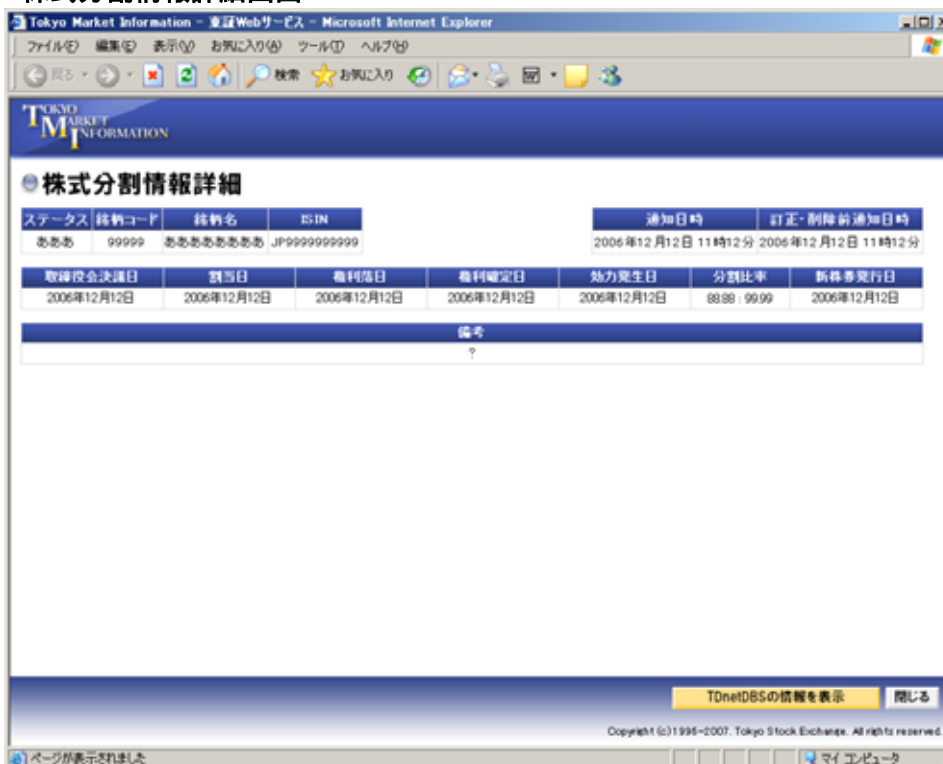 Tokyo Market Information - 東証Webサービス - Microsoft Internet Explorer
ファイル(F) 編集(E) 表示(V) お気に入り(A) ツール(T) ヘルプ(H)
戻る 検索 お気に入り
TOKYO
MARKET
INFORMATION
株式分割情報詳細
ステータス 銘柄コード 銘柄名 ISIN 通知日時 訂正・削除前通知日時
あああ 99999 ああああああああ JP9999999999 2006年12月12日 11時12分 2006年12月12日 11時12分
取締役会決議日 割当日 権利落日 権利確定日 効力発生日 分割比率 新株券発行日
2006年12月12日 2006年12月12日 2006年12月12日 2006年12月12日 2006年12月12日 88.88 : 99.99 2006年12月12日
備考
?
TDnetDBSの情報を表示 閉じる
Copyright (c)1995-2007. Tokyo Stock Exchange. All rights reserved.
ページが表示されました マイ コンピュータ